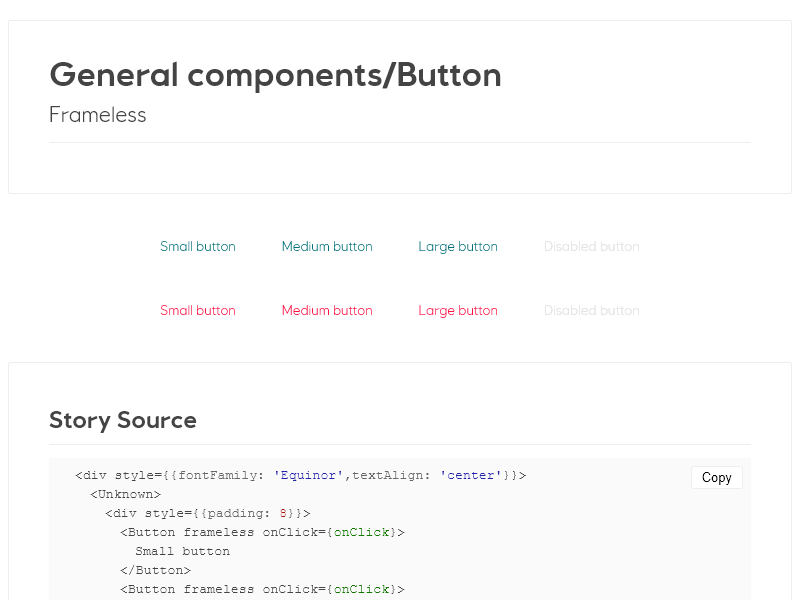 General components/Button
Frameless
Small button Medium button Large button Disabled button
Small button Medium button Large button Disabled button
Story Source
Copy
<div style={{fontFamily: 'Equinor',textAlign: 'center'}}>
<Unknown>
<div style={{padding: 8}}>
<Button frameless onClick={onClick}>
Small button
</Button>
<Button frameless onClick={onClick}>